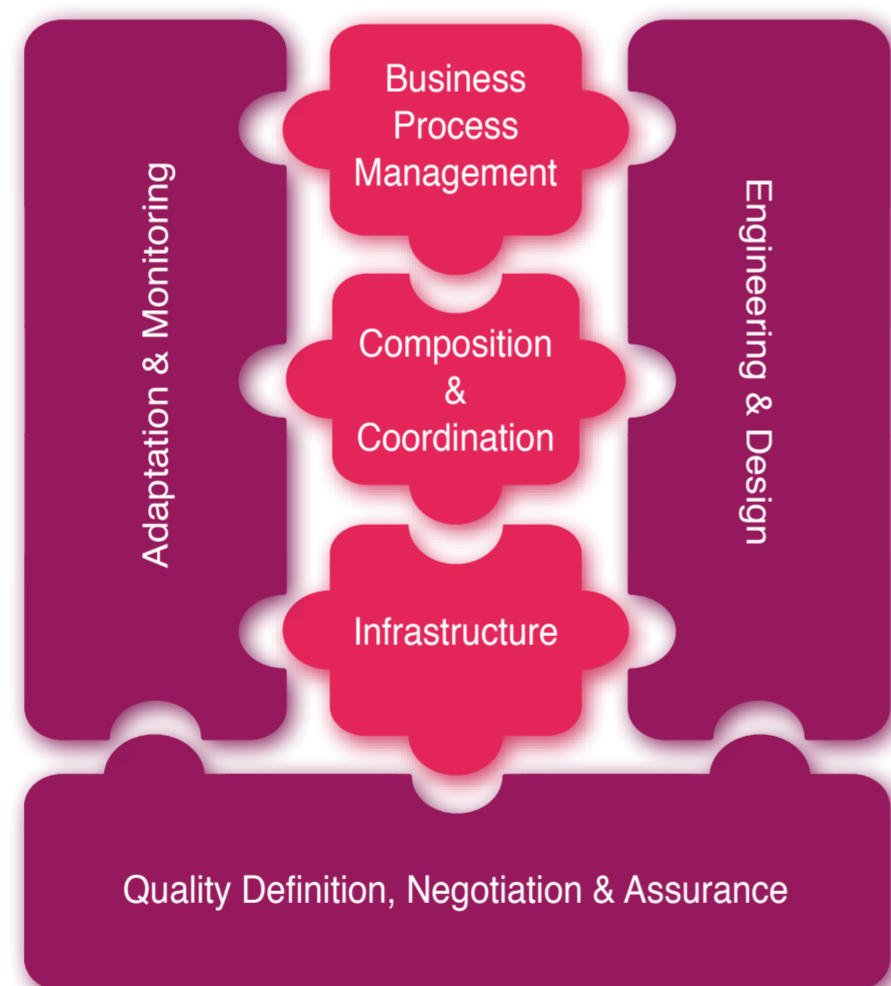 Adaptation & Monitoring
Business
Process
Management
Composition
&
Coordination
Infrastructure
Engineering & Design
Quality Definition, Negotiation & Assurance